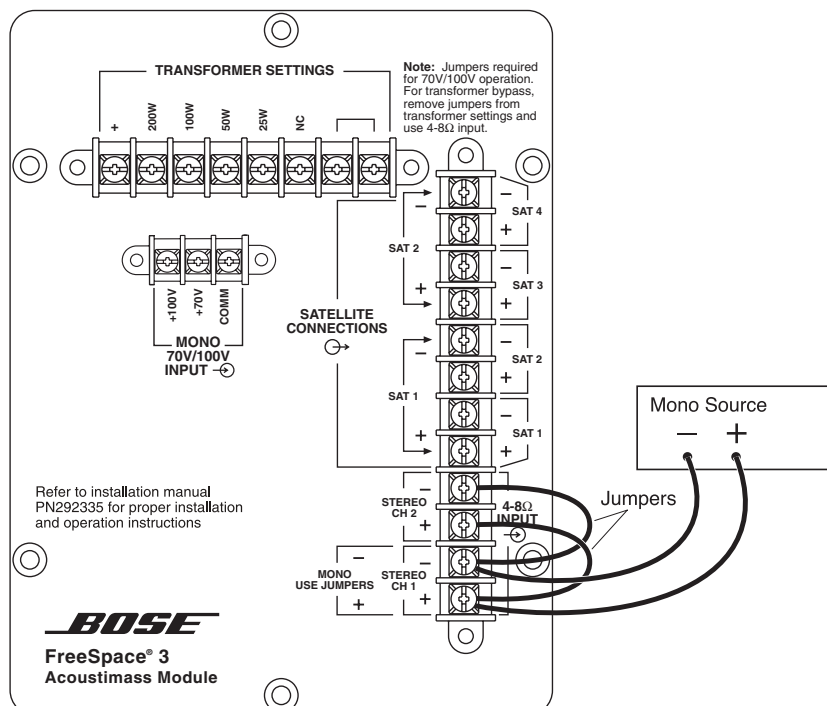 TRANSFORMER SETTINGS
+
200W
100W
50W
25W
NC
Note: Jumpers required
for 70V/100V operation.
For transformer bypass,
remove jumpers from
transformer settings and
use 4-8Ω input.
+100V
+70V
COMM
MONO
70V/100V
INPUT
SATELLITE
CONNECTIONS
−
SAT 2
+
−
SAT 1
+
−
SAT 4
+
−
SAT 3
+
−
SAT 2
+
−
SAT 1
+
Mono Source
− +
Jumpers
−
STEREO
CH 2
+
4-8Ω
INPUT
−
MONO
USE JUMPERS
+
−
STEREO
CH 1
+
Refer to installation manual
PN292335 for proper installation
and operation instructions
BOSE
FreeSpace® 3
Acoustimass Module